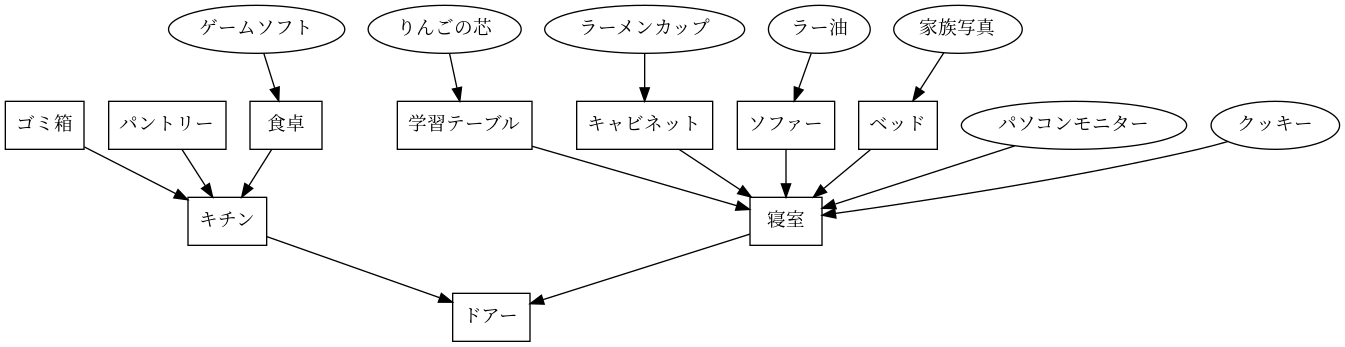 ゲームソフト
りんごの芯
ラーメンカップ
ラー油
家族写真
ゴミ箱
パントリー
食卓
学習テーブル
キャビネット
ソファー
ベッド
パソコンモニター
クッキー
キチン
寝室
ドアー